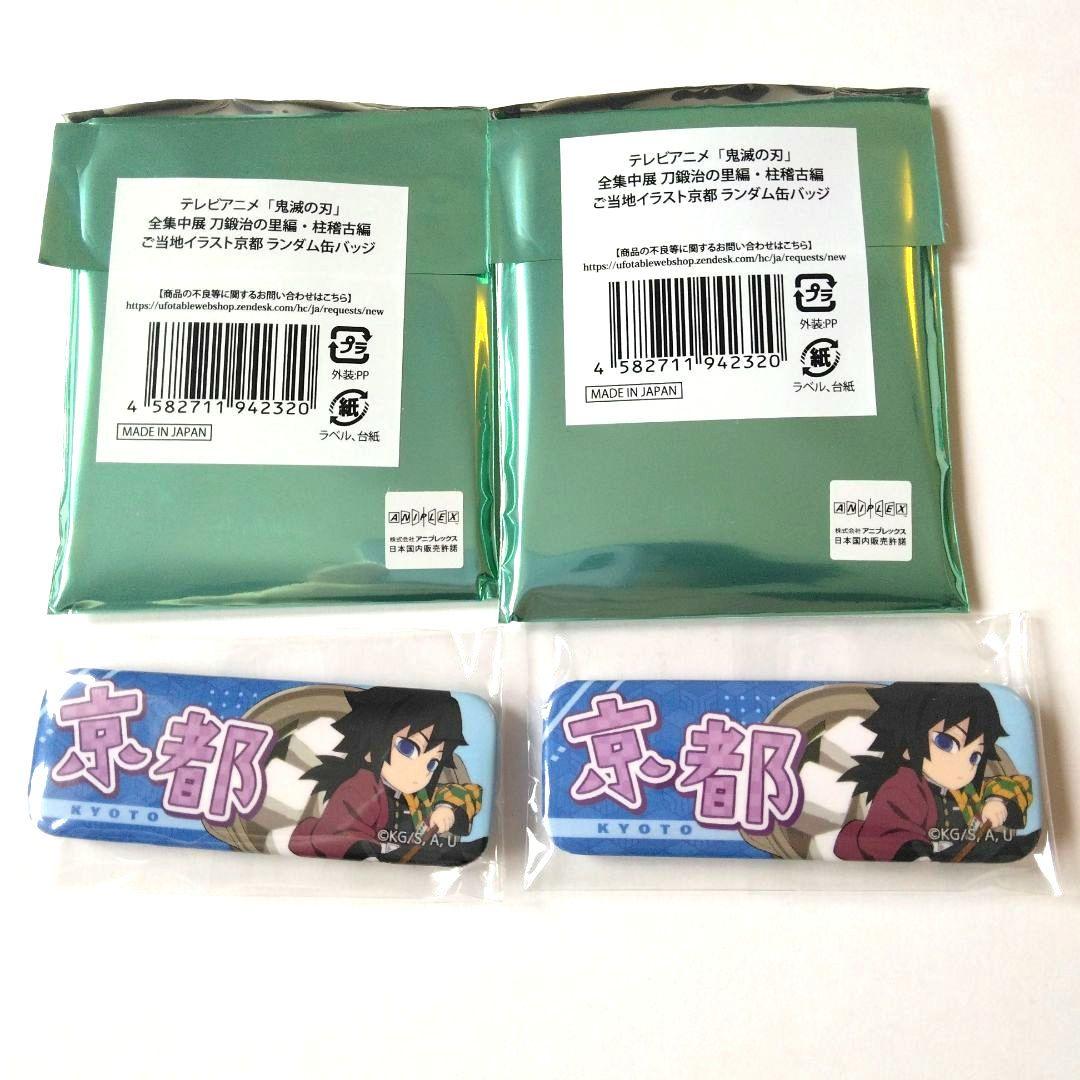 テレビアニメ「鬼滅の刃」
全集中展 刀鍛治の里編・柱稽古編
ご当地イラスト京都 ランダム缶バッジ
【商品の不良等に関するお問い合わせはこちら】
https://ufotablewebshop.zendesk.com/hc/ja/requests/new
プラ
外装:PP
4 582711 942320
紙
ラベル、台紙
MADE IN JAPAN
ANIPLEX
株式会社アニプレックス
日本国内販売許諾
テレビアニメ「鬼滅の刃」
全集中展 刀鍛治の里編・柱稽古編
ご当地イラスト京都 ランダム缶バッジ
【商品の不良等に関するお問い合わせはこちら】
https://ufotablewebshop.zendesk.com/hc/ja/requests/new
プラ
外装:PP
4 582711 942320
紙
ラベル、台紙
MADE IN JAPAN
ANIPLEX
株式会社アニプレックス
日本国内販売許諾
京都
KYOTO
©KG/S, A, U
京都
KYOTO
©KG/S, A, U